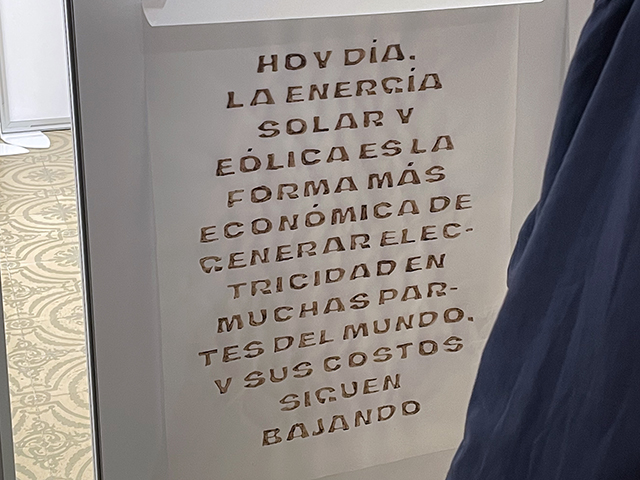 HOY DÍA.
LA ENERGÍA
SOLAR Y
EÓLICA ES LA
FORMA MÁS
ECONÓMICA DE
GENERAR ELEC-
TRICIDAD EN
MUCHAS PAR-
TES DEL MUNDO.
Y SUS COSTOS
SIGUEN
BAJANDO